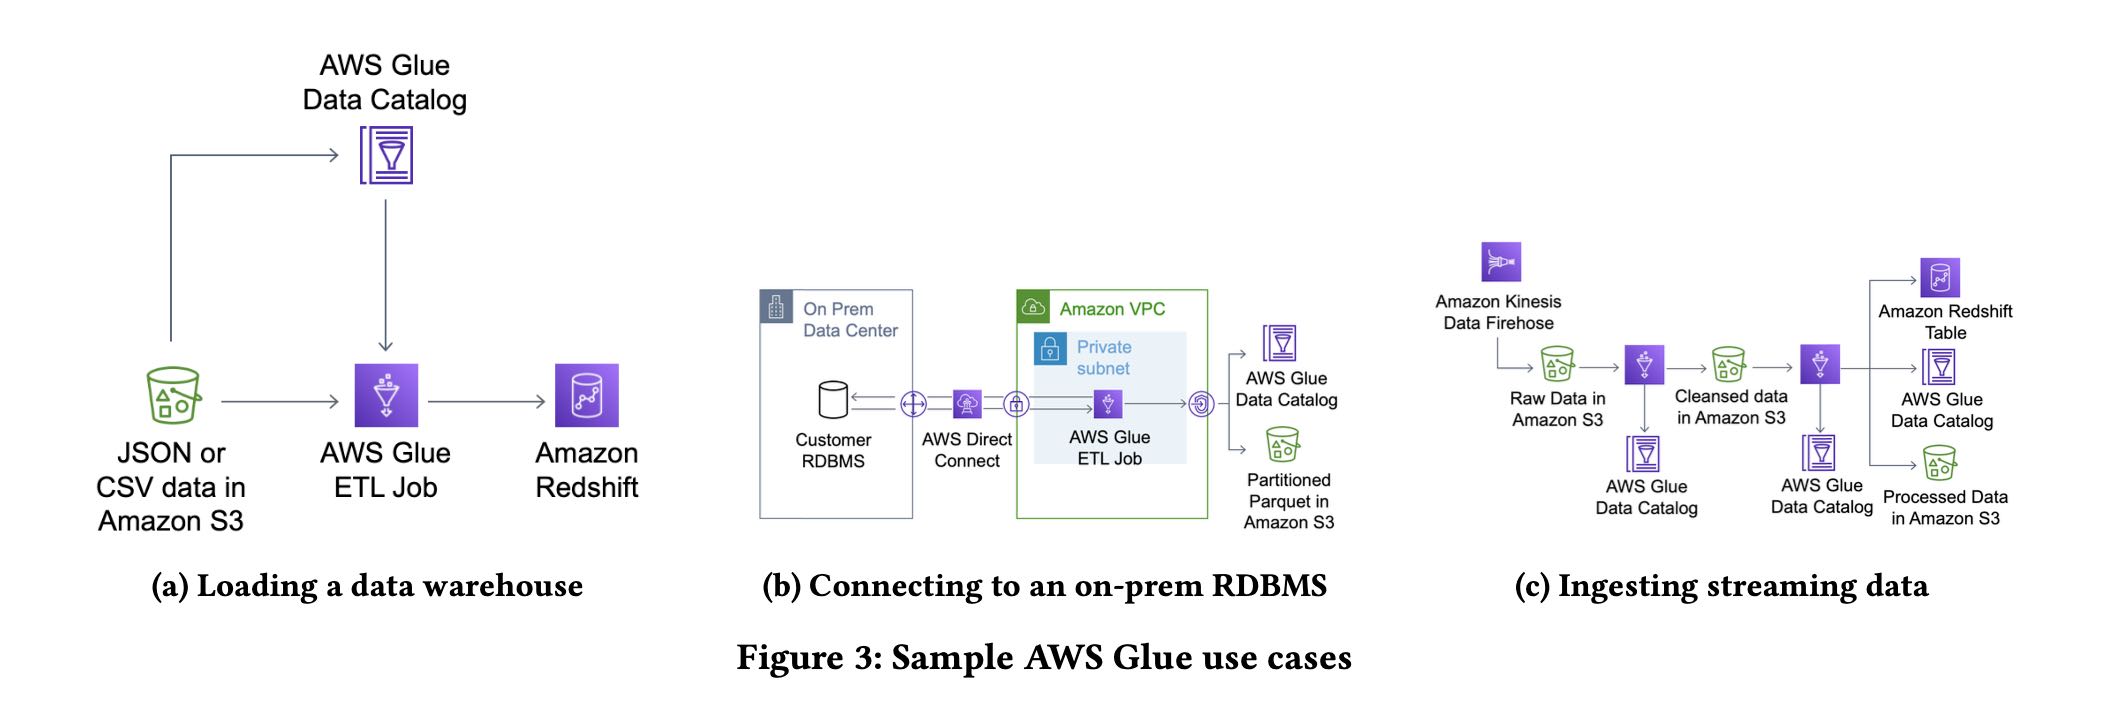 AWS Glue
Data Catalog
JSON or
CSV data in
Amazon S3
AWS Glue
ETL Job
Amazon
Redshift
(a) Loading a data warehouse
On Prem
Data Center
Customer
RDBMS
AWS Direct
Connect
Amazon VPC
Private
subnet
AWS Glue
ETL Job
AWS Glue
Data Catalog
Partitioned
Parquet in
Amazon S3
(b) Connecting to an on-prem RDBMS
Amazon Kinesis
Data Firehose
Raw Data in
Amazon S3
AWS Glue
Data Catalog
Cleansed data
in Amazon S3
AWS Glue
Data Catalog
Amazon Redshift
Table
AWS Glue
Data Catalog
Processed Data
in Amazon S3
(c) Ingesting streaming data
Figure 3: Sample AWS Glue use cases